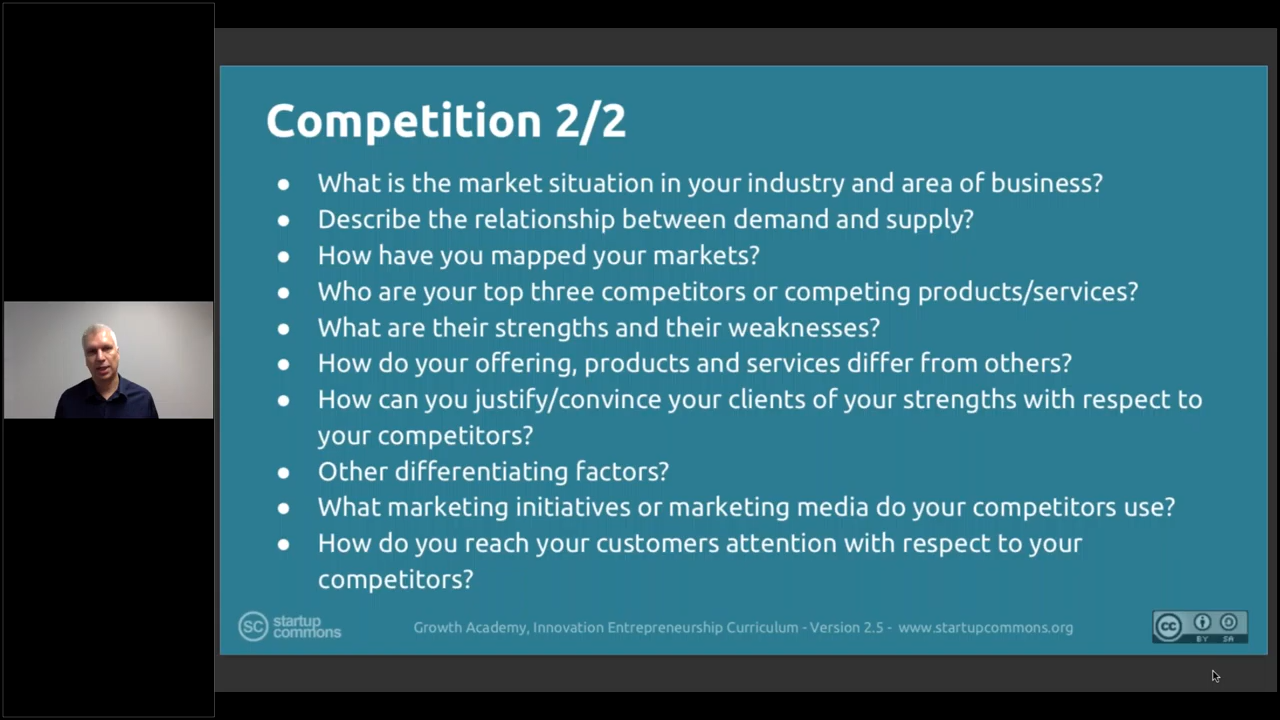 Competition 2/2
● What is the market situation in your industry and area of business?
● Describe the relationship between demand and supply?
● How have you mapped your markets?
● Who are your top three competitors or competing products/services?
● What are their strengths and their weaknesses?
● How do your offering, products and services differ from others?
● How can you justify/convince your clients of your strengths with respect to
your competitors?
● Other differentiating factors?
● What marketing initiatives or marketing media do your competitors use?
● How do you reach your customers attention with respect to your
competitors?
SC startup
commons
Growth Academy, Innovation Entrepreneurship Curriculum - Version 2.5 - www.startupcommons.org
cc
BY SA